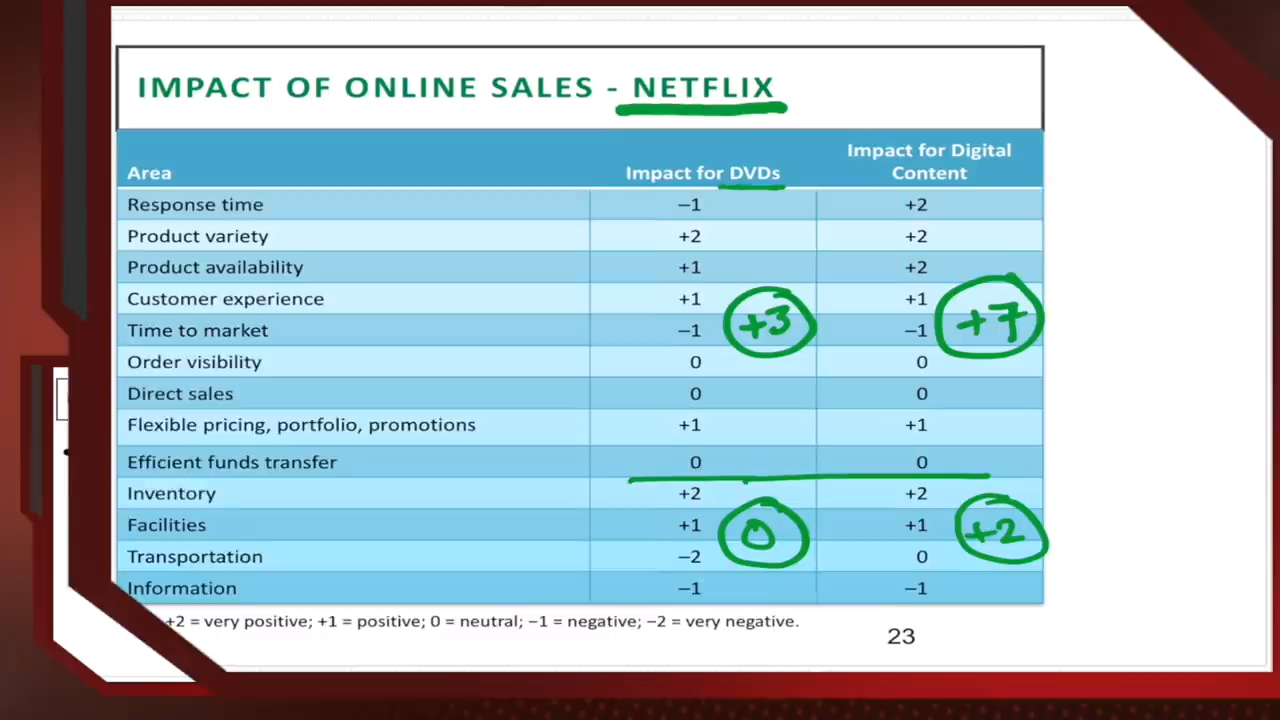 IMPACT OF ONLINE SALES - NETFLIX
Area Impact for DVDs Impact for Digital Content
Response time –1 +2
Product variety +2 +2
Product availability +1 +2
Customer experience +1 +1
Time to market –1 –1
+3 +7
Order visibility 0 0
Direct sales 0 0
Flexible pricing, portfolio, promotions +1 +1
Efficient funds transfer 0 0
Inventory +2 +2
Facilities +1 +1
0 +2
Transportation –2 0
Information –1 –1
+2 = very positive; +1 = positive; 0 = neutral; –1 = negative; –2 = very negative.
23